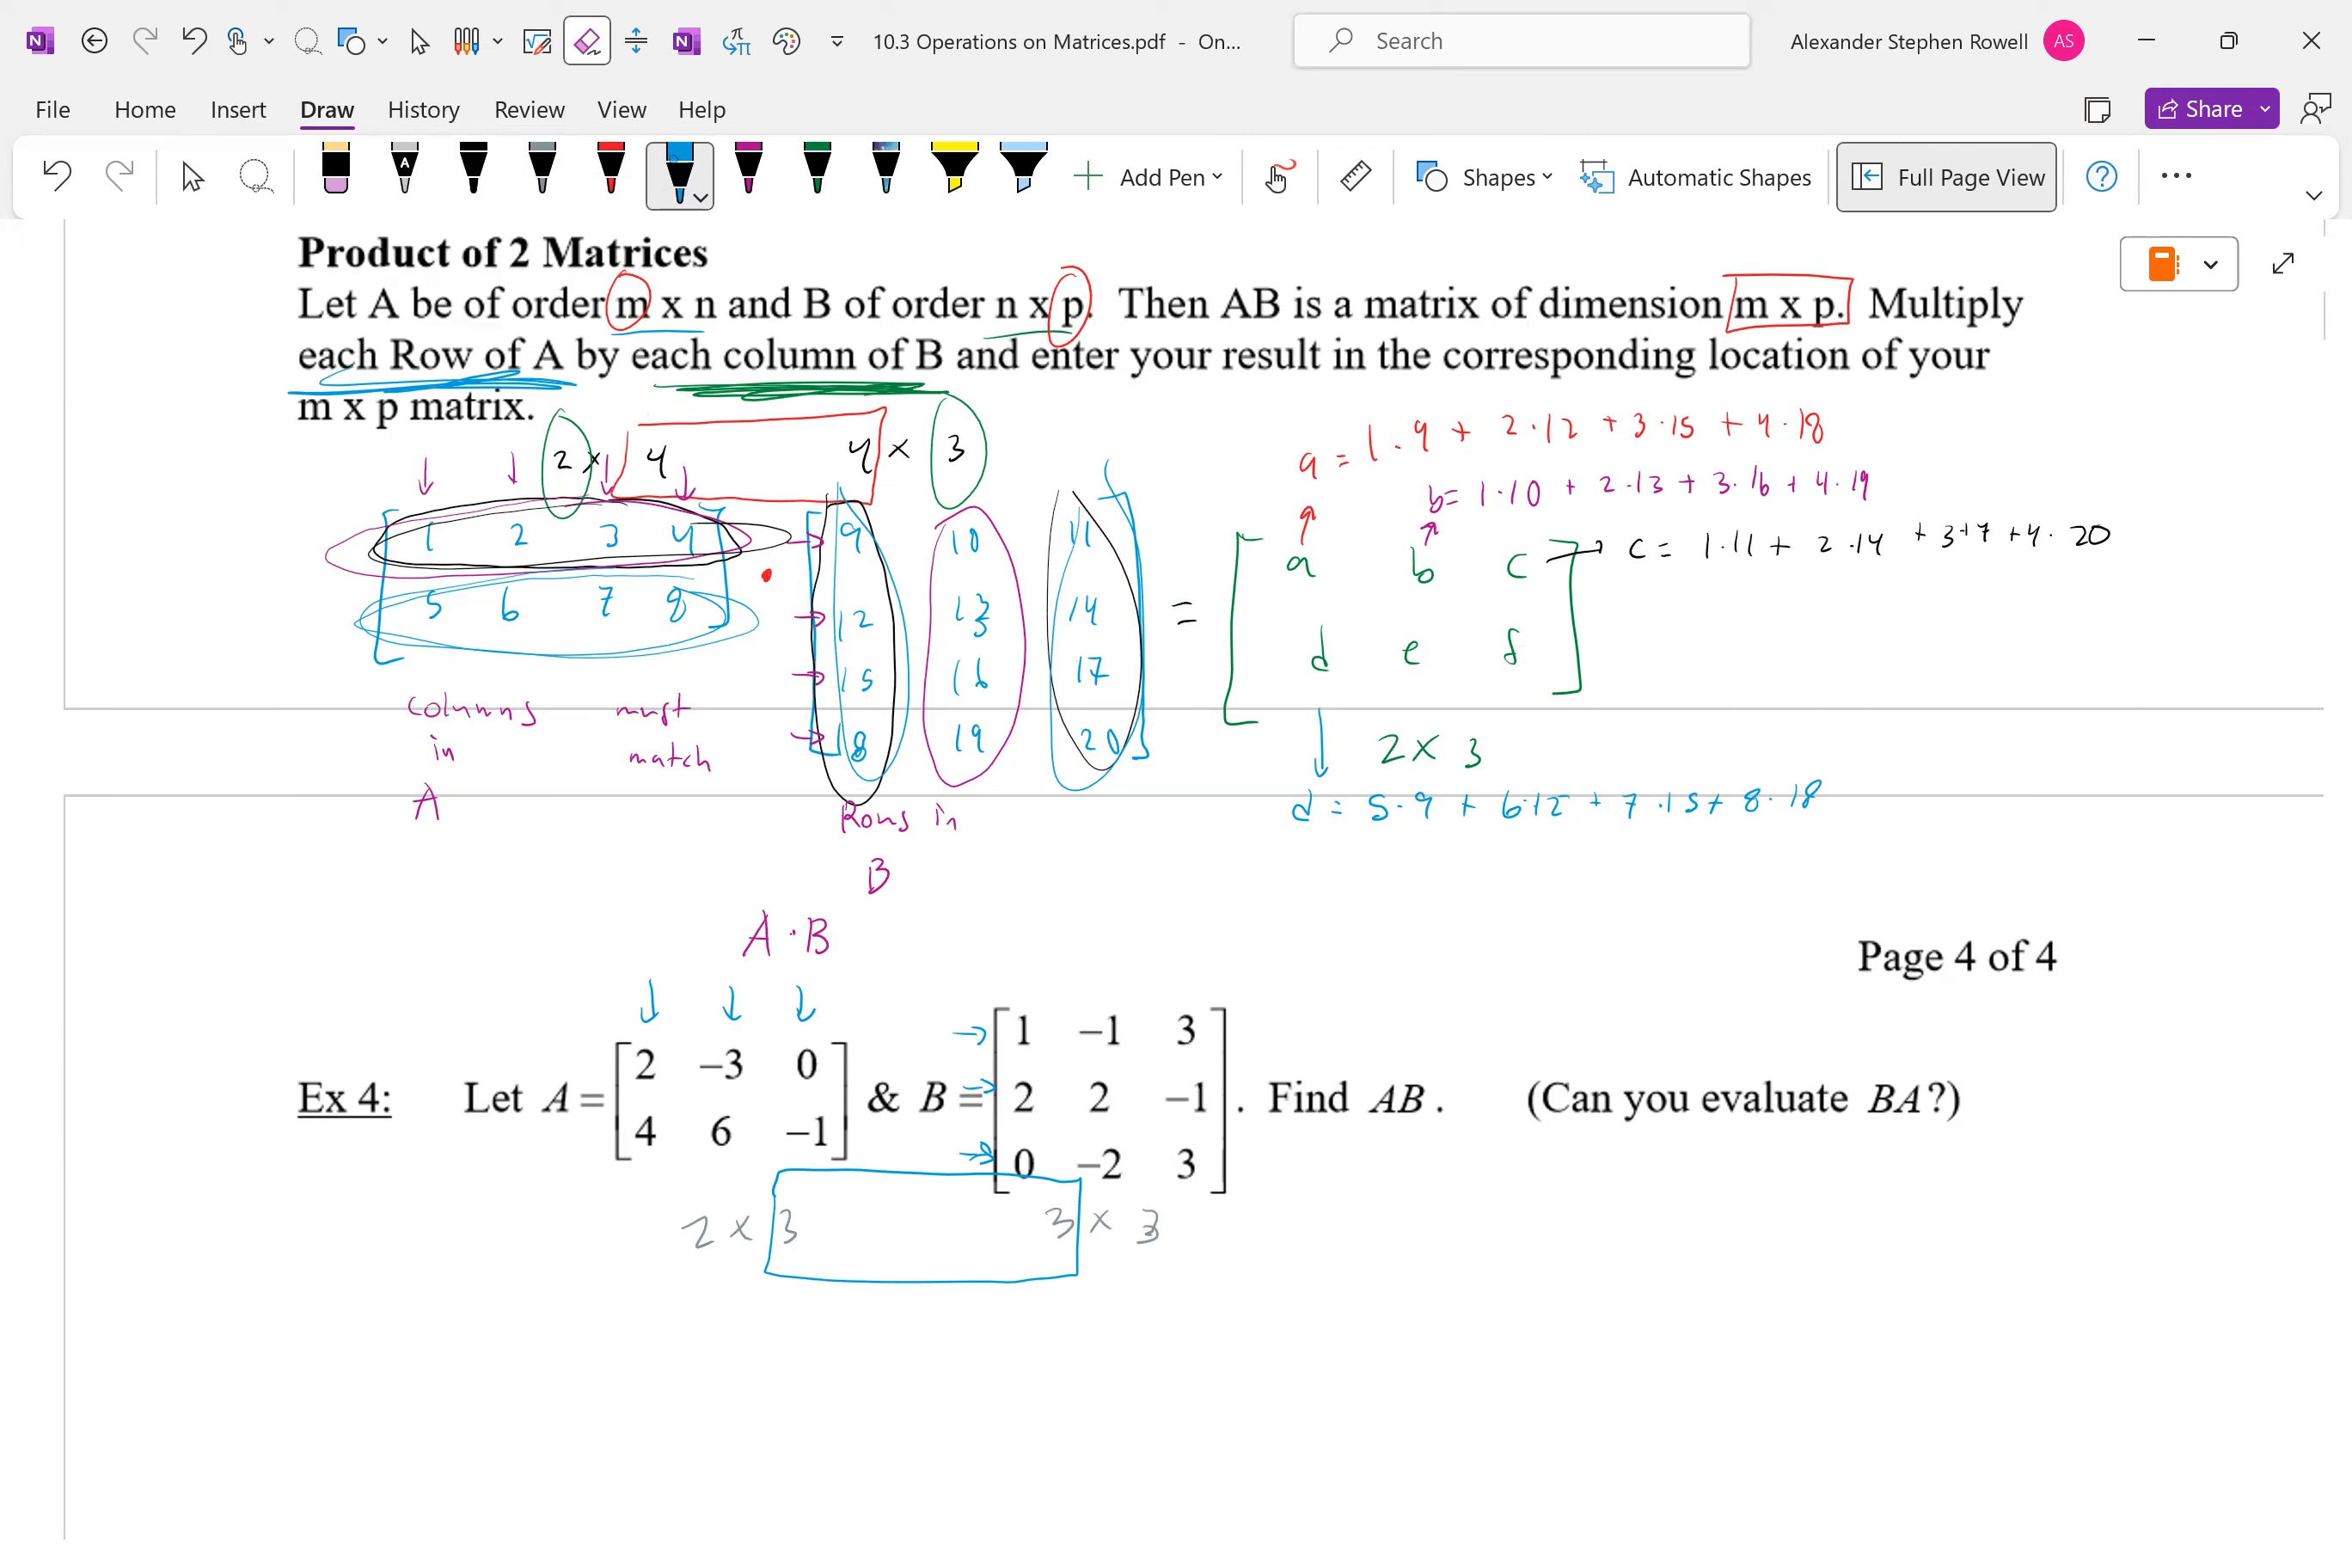 10.3 Operations on Matrices.pdf - On...
Search
Alexander Stephen Rowell
AS
File Home Insert Draw History Review View Help
Share
A
Add Pen
Shapes
Automatic Shapes
Full Page View
Product of 2 Matrices
Let A be of order m x n and B of order n x p. Then AB is a matrix of dimension m x p. Multiply
each Row of A by each column of B and enter your result in the corresponding location of your
m x p matrix.
2 × 4 4 × 3
a = 1·9 + 2·12 + 3·15 + 4·18
b = 1·10 + 2·13 + 3·16 + 4·19
1 2 3 4 9 10 11 a b c
c = 1·11 + 2·14 + 3·17 + 4·20
5 6 7 8 · 12 13 14 =
d e f
15 16 17
columns must
18 19 20
in match
2 × 3
A
Rows in
d = 5·9 + 6·12 + 7·15 + 8·18
B
A·B
Page 4 of 4
Ex 4: Let A = [2 −3 0 & B = [1 −1 3 . Find AB. (Can you evaluate BA?)
4 6 −1] 2 2 −1
0 −2 3]
2 × 3 3 × 3